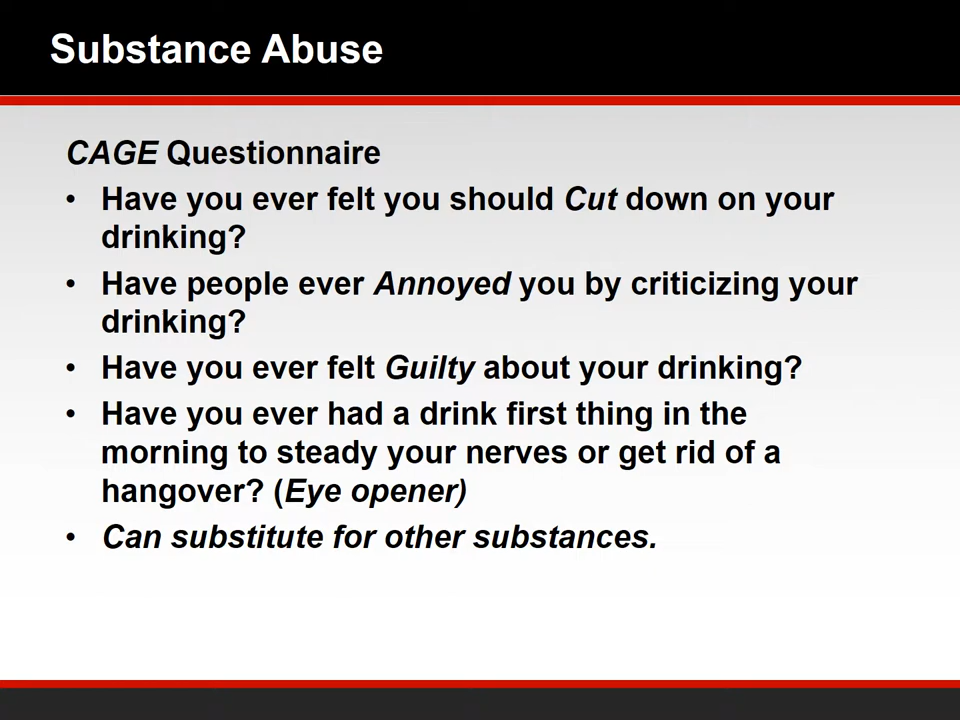 Substance Abuse
CAGE Questionnaire
• Have you ever felt you should Cut down on your
drinking?
• Have people ever Annoyed you by criticizing your
drinking?
• Have you ever felt Guilty about your drinking?
• Have you ever had a drink first thing in the
morning to steady your nerves or get rid of a
hangover? (Eye opener)
• Can substitute for other substances.